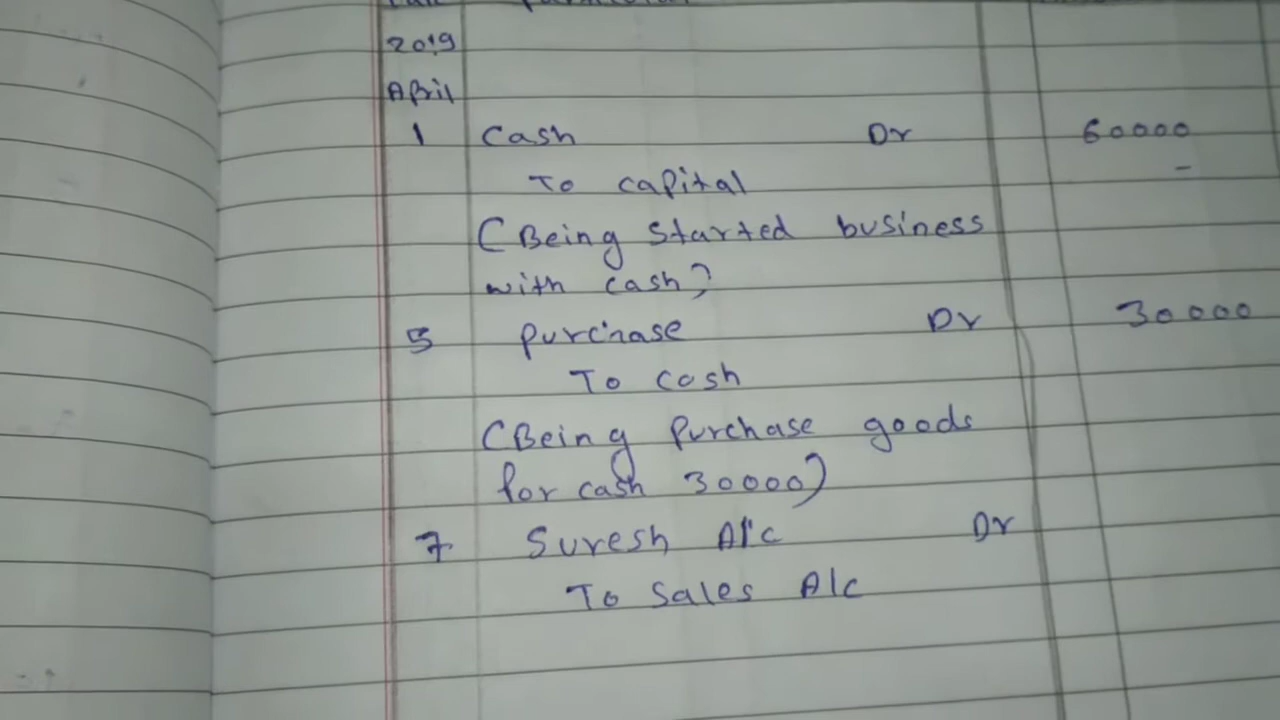 2019
April
1 Cash Dr 60000
To capital -
(Being started business
with cash)
5 purchase Dr 30000
To cash
(Being purchase goods
for cash 30000)
7 Suresh A/c Dr
To Sales A/c